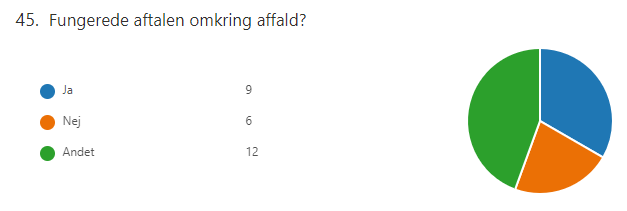 45. Fungerede aftalen omkring affald?
Ja 9
Nej 6
Andet 12